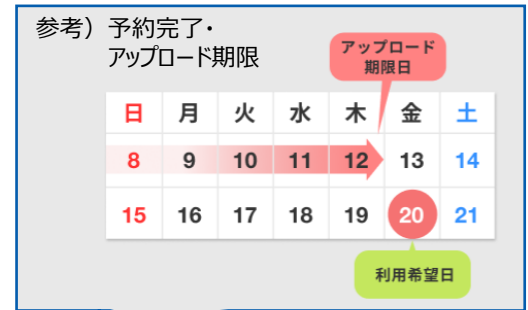 参考）予約完了・
アップロード期限
アップロード
期限日
日 月 火 水 木 金 土
8 9 10 11 12 13 14
15 16 17 18 19 20 21
利用希望日